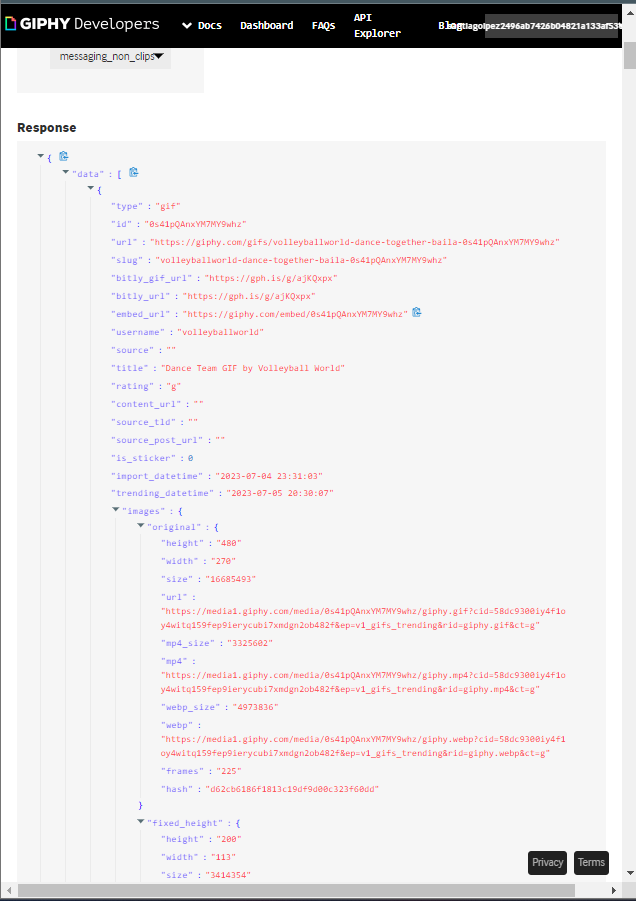 GIPHY Developers
Docs
Dashboard
FAQs
API
Explorer
messaging_non_clips
Response
{
"data" : [
{
"type" : "gif"
"id" : "0s41pQAnxYM7MY9whz"
"url" : "https://giphy.com/gifs/volleyballworld-dance-together-baila-0s41pQAnxYM7MY9whz"
"slug" : "volleyballworld-dance-together-baila-0s41pQAnxYM7MY9whz"
"bitly_gif_url" : "https://gph.is/g/ajKQxpx"
"bitly_url" : "https://gph.is/g/ajKQxpx"
"embed_url" : "https://giphy.com/embed/0s41pQAnxYM7MY9whz"
"username" : "volleyballworld"
"source" : ""
"title" : "Dance Team GIF by Volleyball World"
"rating" : "g"
"content_url" : ""
"source_tld" : ""
"source_post_url" : ""
"is_sticker" : 0
"import_datetime" : "2023-07-04 23:31:03"
"trending_datetime" : "2023-07-05 20:30:07"
"images" : {
"original" : {
"height" : "480"
"width" : "270"
"size" : "16685493"
"url" :
"https://media1.giphy.com/media/0s41pQAnxYM7MY9whz/giphy.gif?cid=58dc9300iy4f1o
y4witq159fep9ierycubi7xmdgn2ob482f&ep=v1_gifs_trending&rid=giphy.gif&ct=g"
"mp4_size" : "3325602"
"mp4" :
"https://media1.giphy.com/media/0s41pQAnxYM7MY9whz/giphy.mp4?cid=58dc9300iy4f1o
y4witq159fep9ierycubi7xmdgn2ob482f&ep=v1_gifs_trending&rid=giphy.mp4&ct=g"
"webp_size" : "4973836"
"webp" :
"https://media1.giphy.com/media/0s41pQAnxYM7MY9whz/giphy.webp?cid=58dc9300iy4f1
oy4witq159fep9ierycubi7xmdgn2ob482f&ep=v1_gifs_trending&rid=giphy.webp&ct=g"
"frames" : "225"
"hash" : "d62cb6186f1813c19df9d00c323f60dd"
}
"fixed_height" : {
"height" : "200"
"width" : "113"
"size" : "3414354"
Privacy
Terms